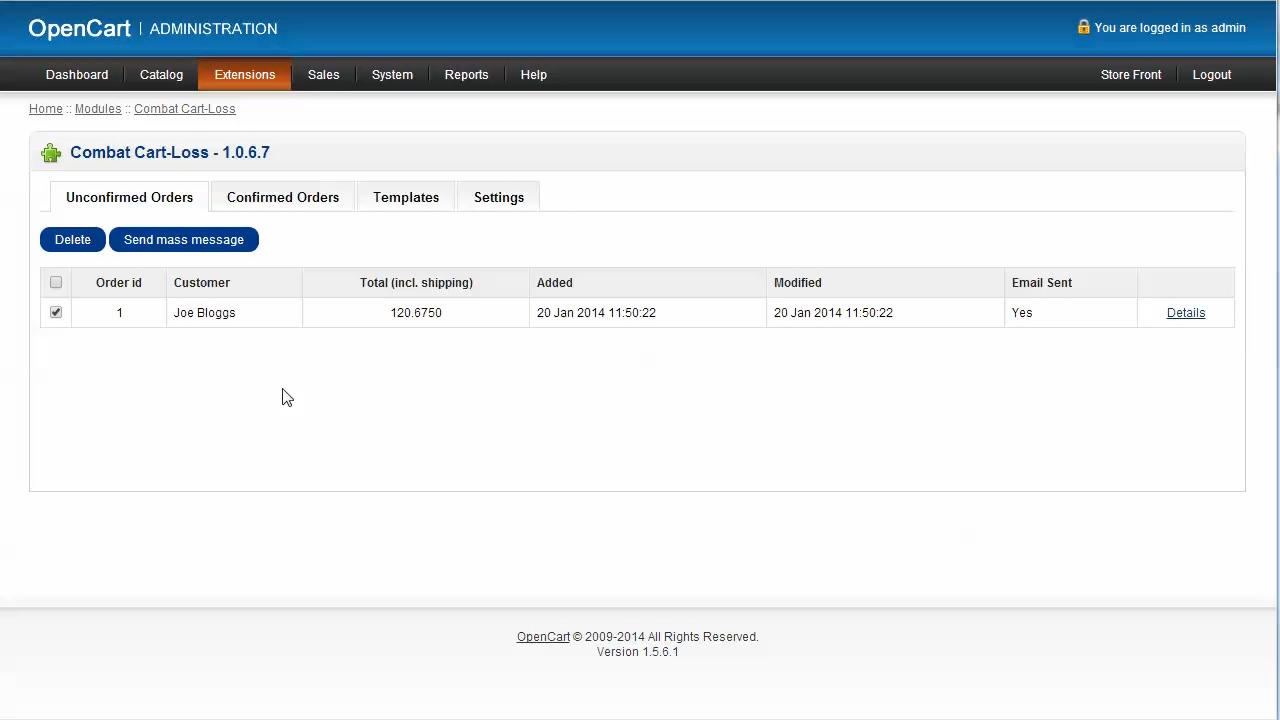 OpenCart | ADMINISTRATION You are logged in as admin
Dashboard Catalog Extensions Sales System Reports Help Store Front Logout
Home :: Modules :: Combat Cart-Loss
Combat Cart-Loss - 1.0.6.7
Unconfirmed Orders Confirmed Orders Templates Settings
Delete Send mass message
Order id Customer Total (incl. shipping) Added Modified Email Sent
1 Joe Bloggs 120.6750 20 Jan 2014 11:50:22 20 Jan 2014 11:50:22 Yes Details
OpenCart © 2009-2014 All Rights Reserved.
Version 1.5.6.1